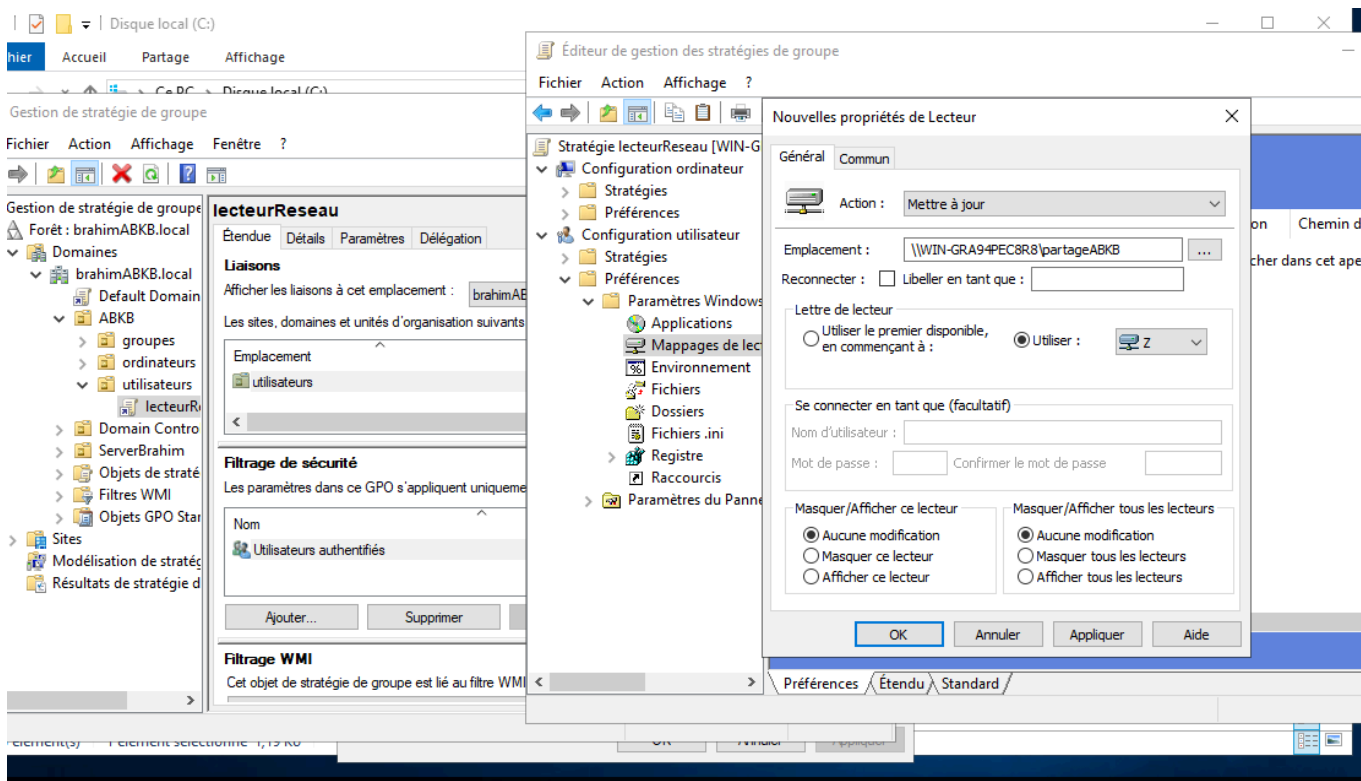 Disque local (C:)
hier Accueil Partage Affichage
Ce PC > Disque local (C:)
Gestion de stratégie de groupe
Fichier Action Affichage Fenêtre ?
Gestion de stratégie de groupe
Forêt : brahimABKB.local
Domaines
brahimABKB.local
Default Domain
ABKB
groupes
ordinateurs
utilisateurs
lecteurR
Domain Contro
ServerBrahim
Objets de straté
Filtres WMI
Objets GPO Star
Sites
Modélisation de stratég
Résultats de stratégie d
lecteurReseau
Étendue Détails Paramètres Délégation
Liaisons
Afficher les liaisons à cet emplacement : brahimAB
Les sites, domaines et unités d'organisation suivants
Emplacement
utilisateurs
Filtrage de sécurité
Les paramètres dans ce GPO s'appliquent uniqueme
Nom
Utilisateurs authentifiés
Ajouter... Supprimer
Filtrage WMI
Cet objet de stratégie de groupe est lié au filtre WMI
Éditeur de gestion des stratégies de groupe
Fichier Action Affichage ?
Stratégie lecteurReseau [WIN-G
Configuration ordinateur
Stratégies
Préférences
Configuration utilisateur
Stratégies
Préférences
Paramètres Windows
Applications
Mappages de lec
Environnement
Fichiers
Dossiers
Fichiers .ini
Registre
Raccourcis
Paramètres du Panne
Nouvelles propriétés de Lecteur
Général Commun
Action : Mettre à jour
Emplacement : \\WIN-GRA94PEC8R8\partageABKB ...
Reconnecter : Libeller en tant que :
Lettre de lecteur
Utiliser le premier disponible, en commençant à :
Utiliser : Z
Se connecter en tant que (facultatif)
Nom d'utilisateur :
Mot de passe : Confirmer le mot de passe
Masquer/Afficher ce lecteur
Aucune modification
Masquer ce lecteur
Afficher ce lecteur
Masquer/Afficher tous les lecteurs
Aucune modification
Masquer tous les lecteurs
Afficher tous les lecteurs
OK Annuler Appliquer Aide
on Chemin d
cher dans cet ape
Préférences Étendu Standard